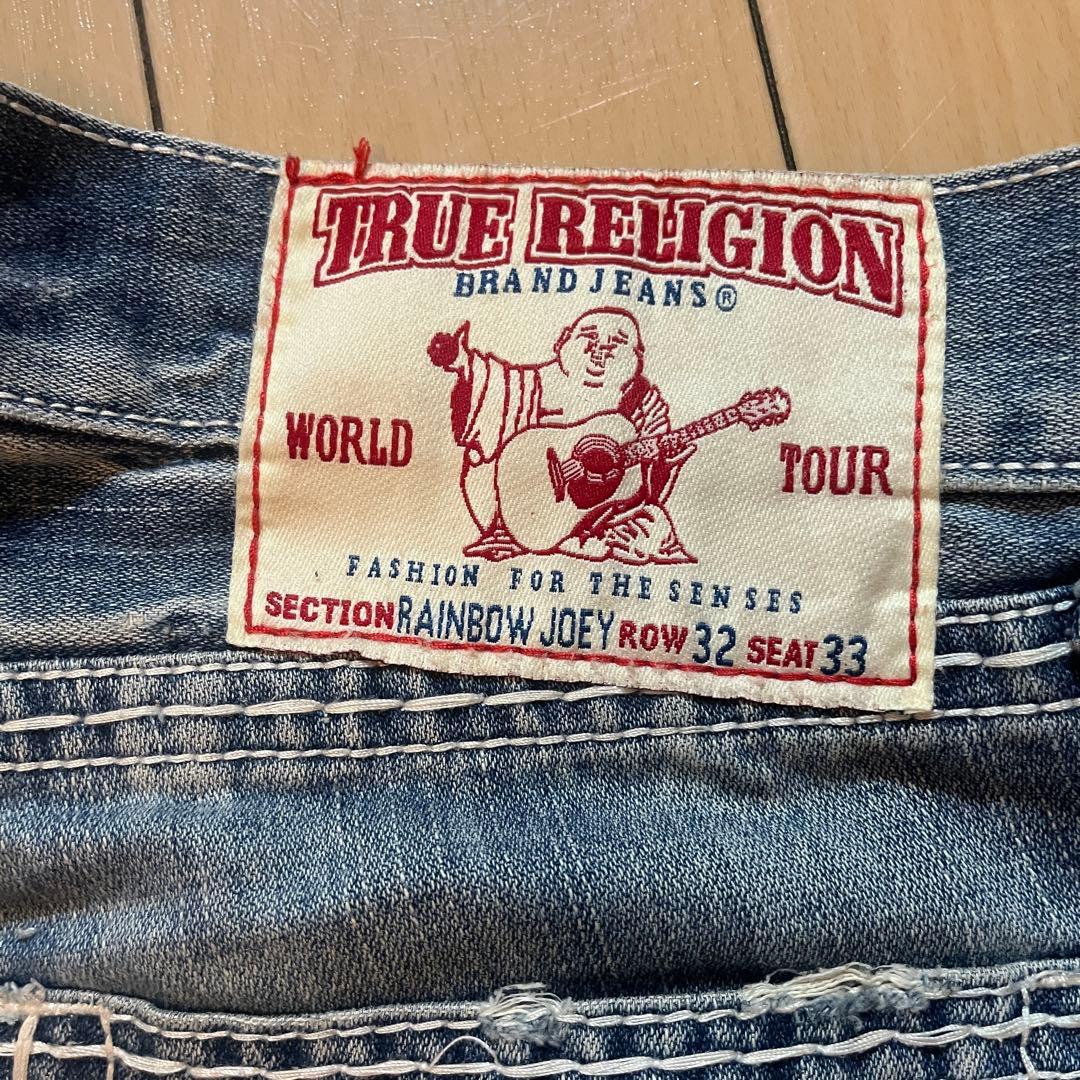 TRUE RELIGION
BRAND JEANS®
WORLD TOUR
FASHION FOR THE SENSES
SECTION RAINBOW JOEY ROW 32 SEAT 33